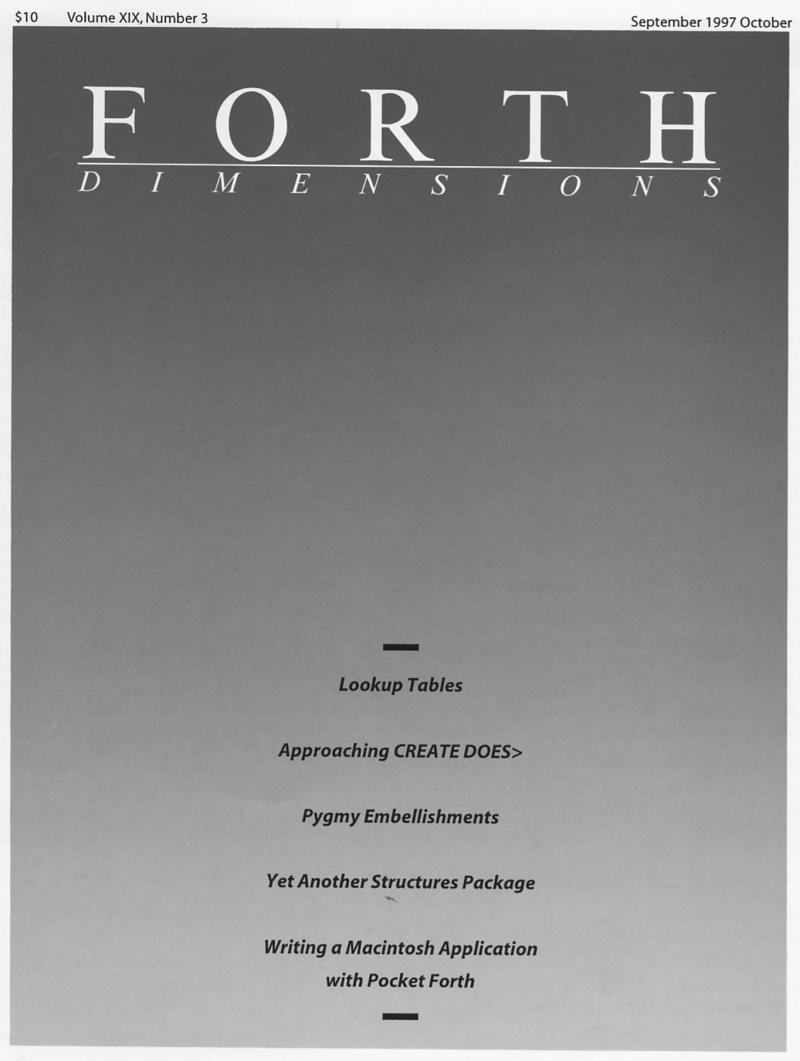 $10 Volume XIX, Number 3 September 1997 October
FORTH
DIMENSIONS
Lookup Tables
Approaching CREATE DOES>
Pygmy Embellishments
Yet Another Structures Package
Writing a Macintosh Application
with Pocket Forth